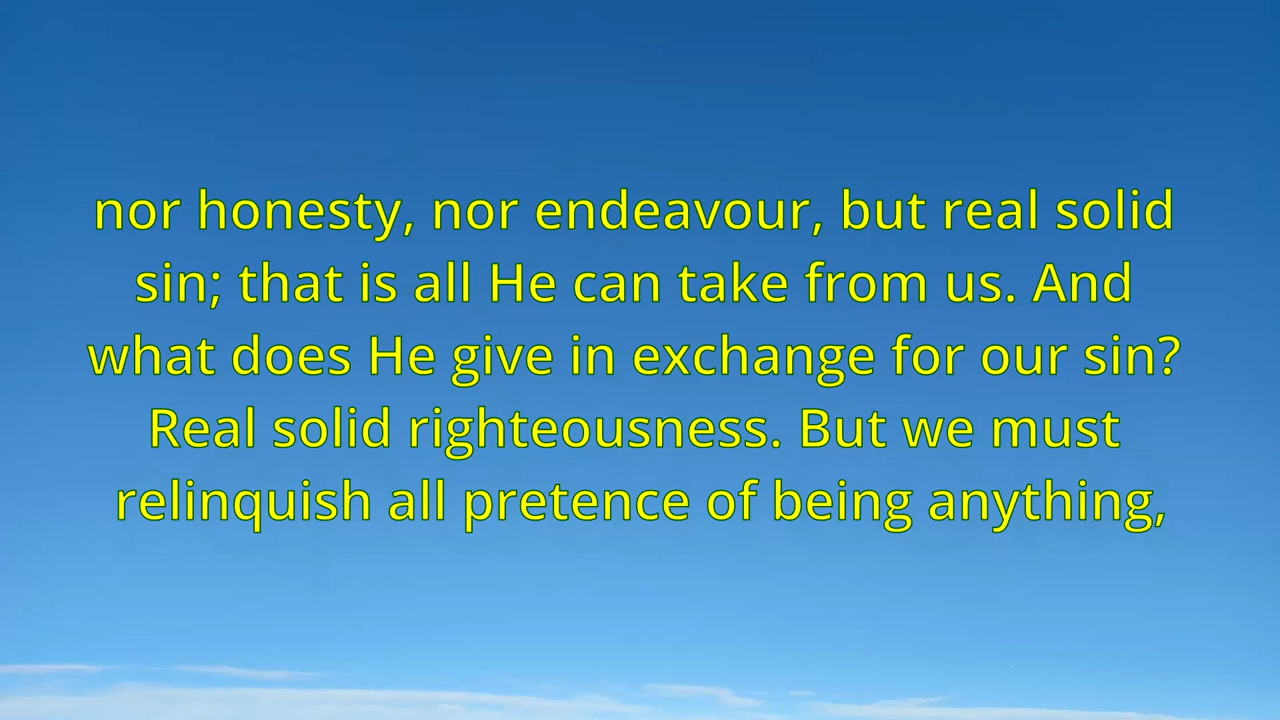 nor honesty, nor endeavour, but real solid
sin; that is all He can take from us. And
what does He give in exchange for our sin?
Real solid righteousness. But we must
relinquish all pretence of being anything,